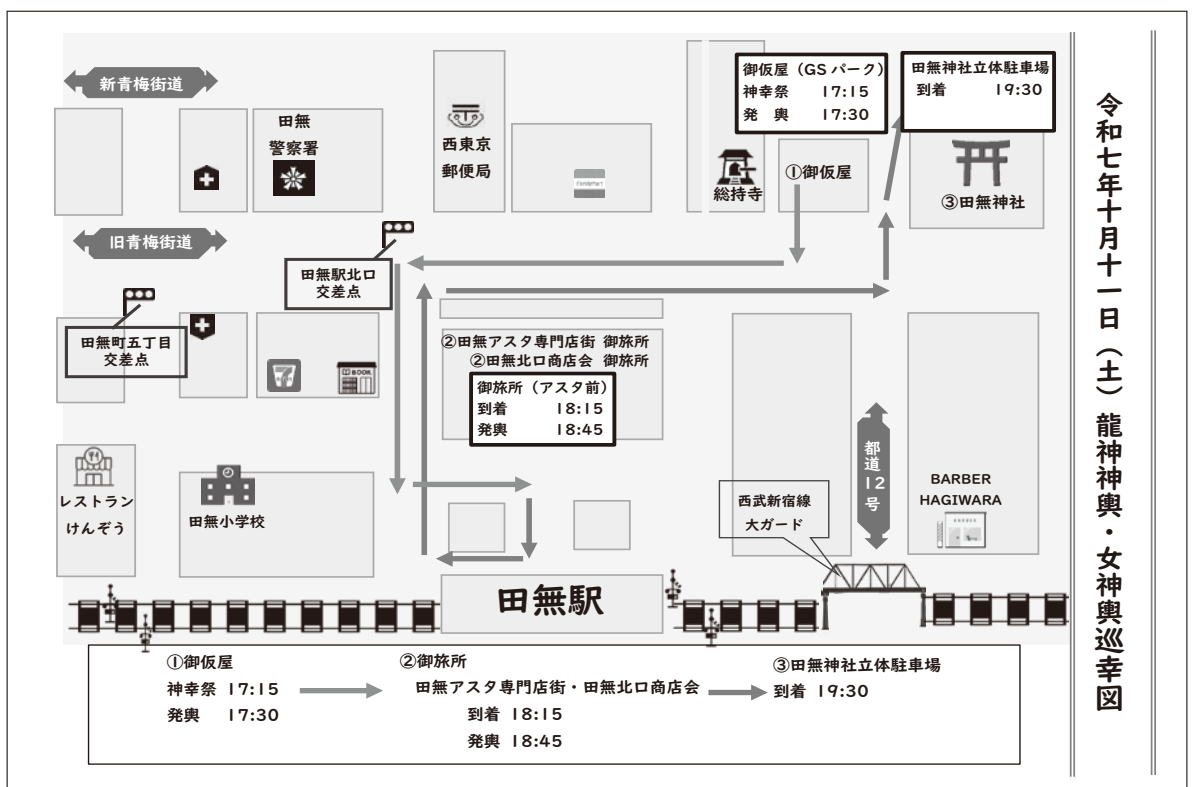 令和七年十月十一日（土）龍神神輿・女神輿巡幸図
新青梅街道
田無
警察署
西東京
郵便局
FamilyMart
総持寺
御仮屋（GSパーク）
神幸祭　17:15
発　輿　17:30
①御仮屋
田無神社立体駐車場
到着　19:30
③田無神社
旧青梅街道
田無駅北口
交差点
田無町五丁目
交差点
7
BOOK
②田無アスタ専門店街 御旅所
②田無北口商店会 御旅所
御旅所（アスタ前）
到着　18:15
発輿　18:45
都道12号
レストラン
けんぞう
田無小学校
西武新宿線
大ガード
BARBER
HAGIWARA
BARBER
田無駅
①御仮屋
神幸祭 17:15
発輿　17:30
②御旅所
田無アスタ専門店街・田無北口商店会
到着 18:15
発輿 18:45
③田無神社立体駐車場
到着 19:30